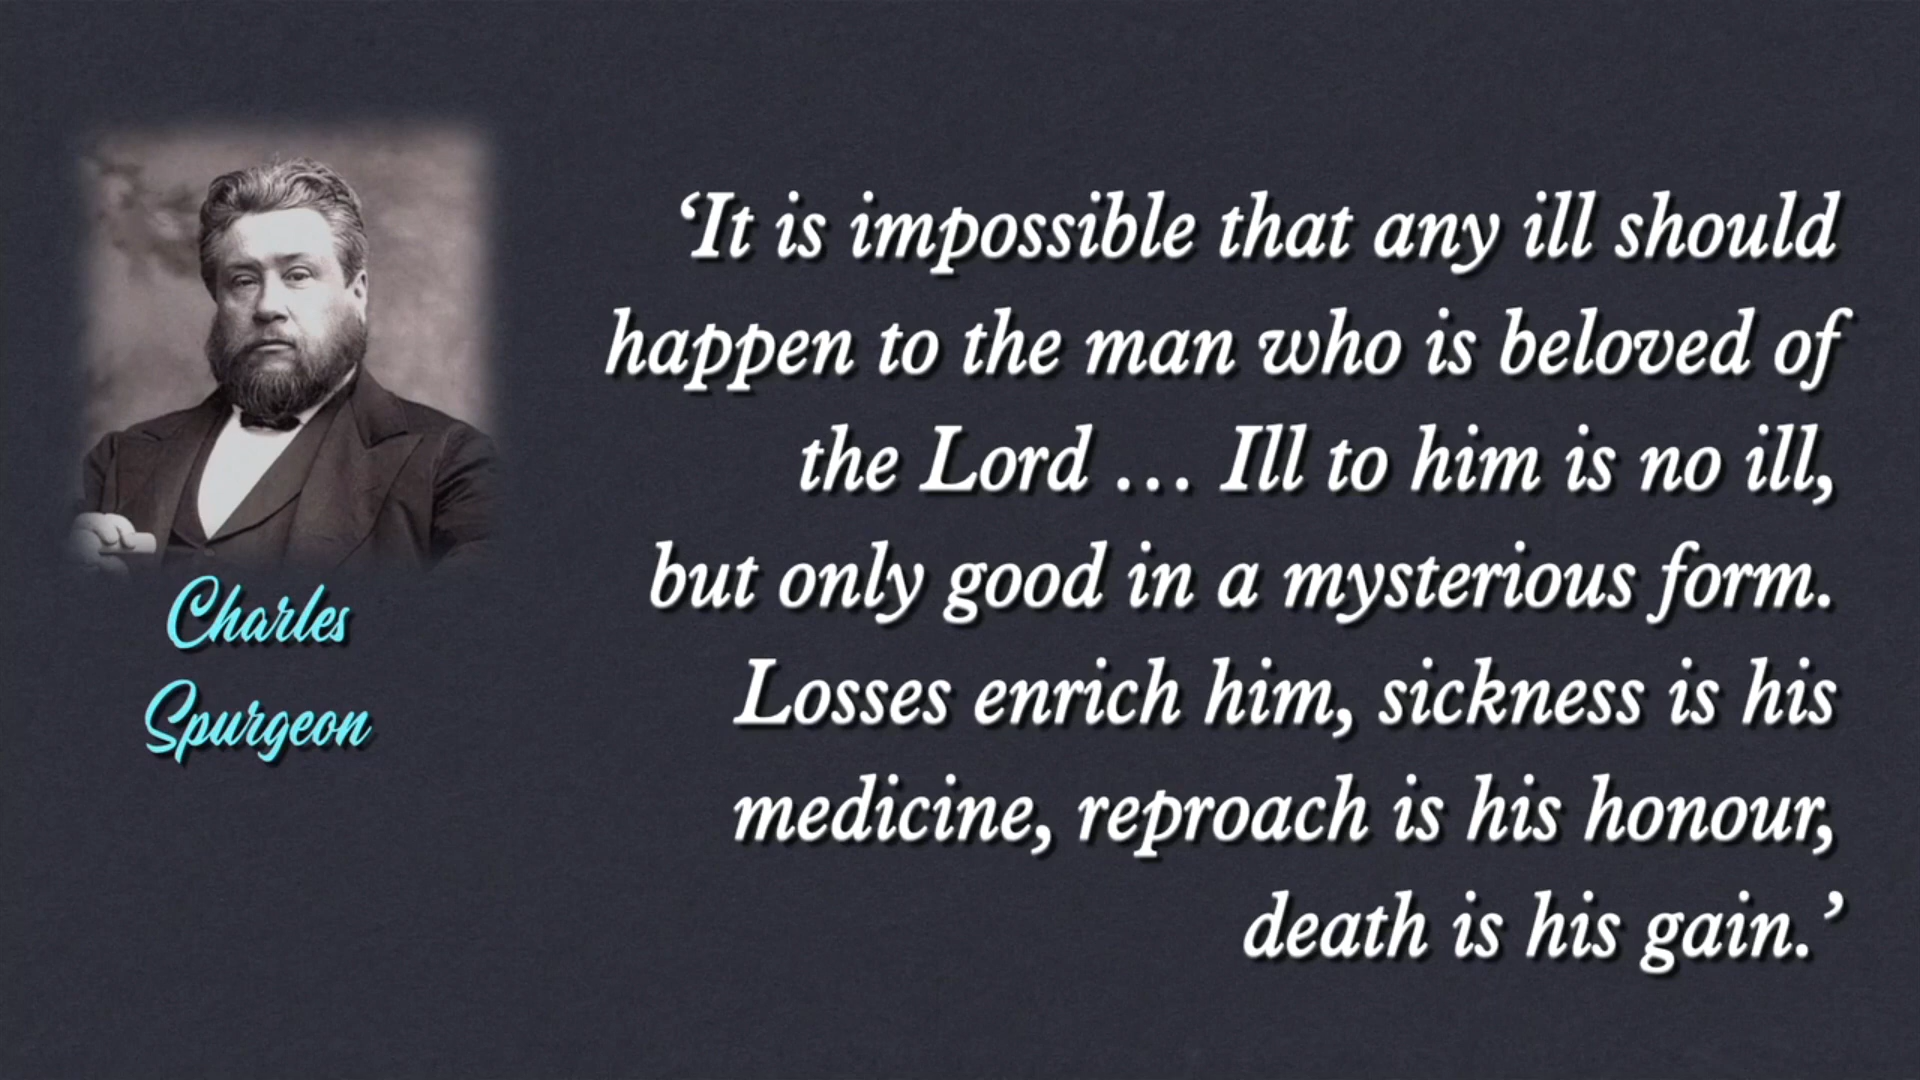 Charles
Spurgeon
‘It is impossible that any ill should
happen to the man who is beloved of
the Lord … Ill to him is no ill,
but only good in a mysterious form.
Losses enrich him, sickness is his
medicine, reproach is his honour,
death is his gain.’